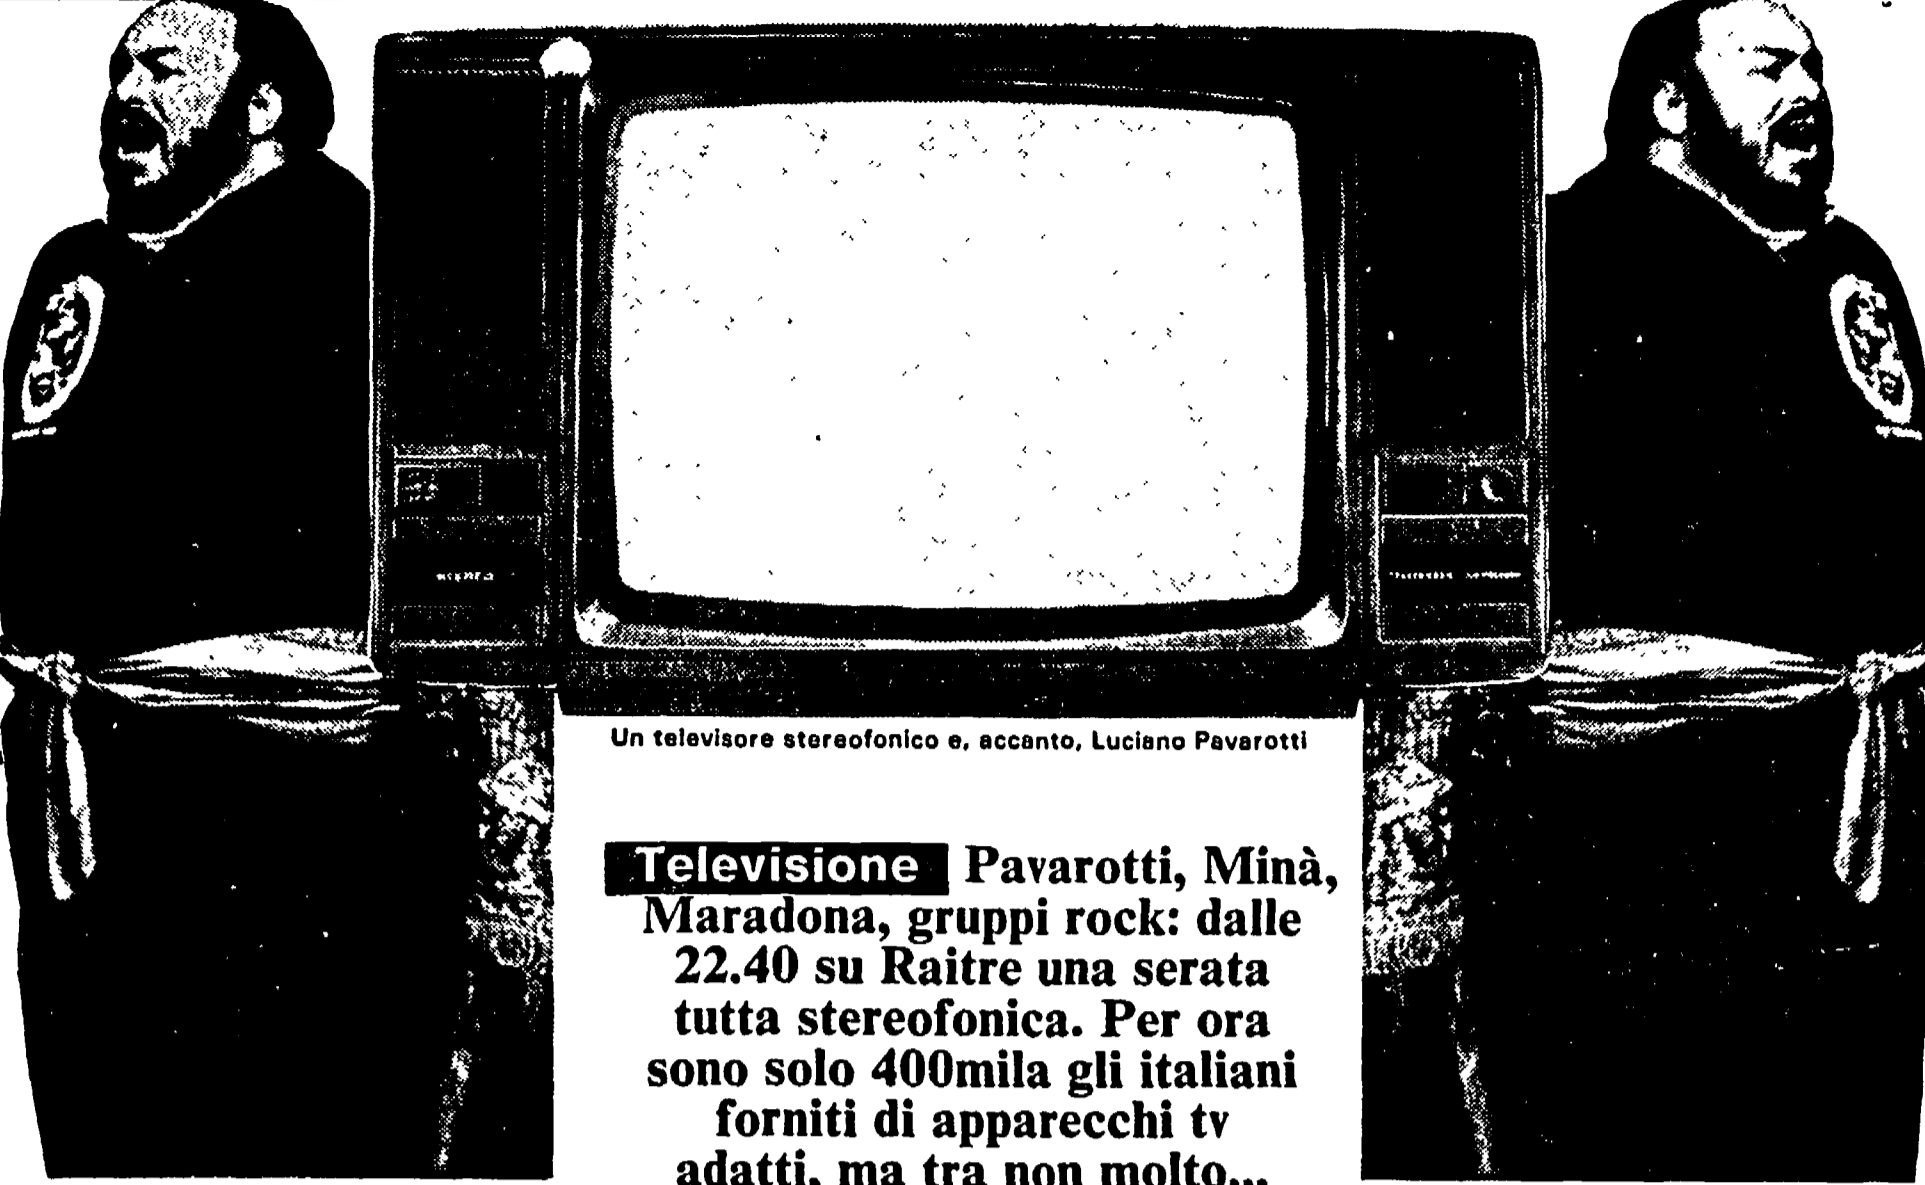 Un televisore stereofonico e, accanto, Luciano Pavarotti
Televisione Pavarotti, Minà,
Maradona, gruppi rock: dalle
22.40 su Raitre una serata
tutta stereofonica. Per ora
sono solo 400mila gli italiani
forniti di apparecchi tv
adatti, ma tra non molto...